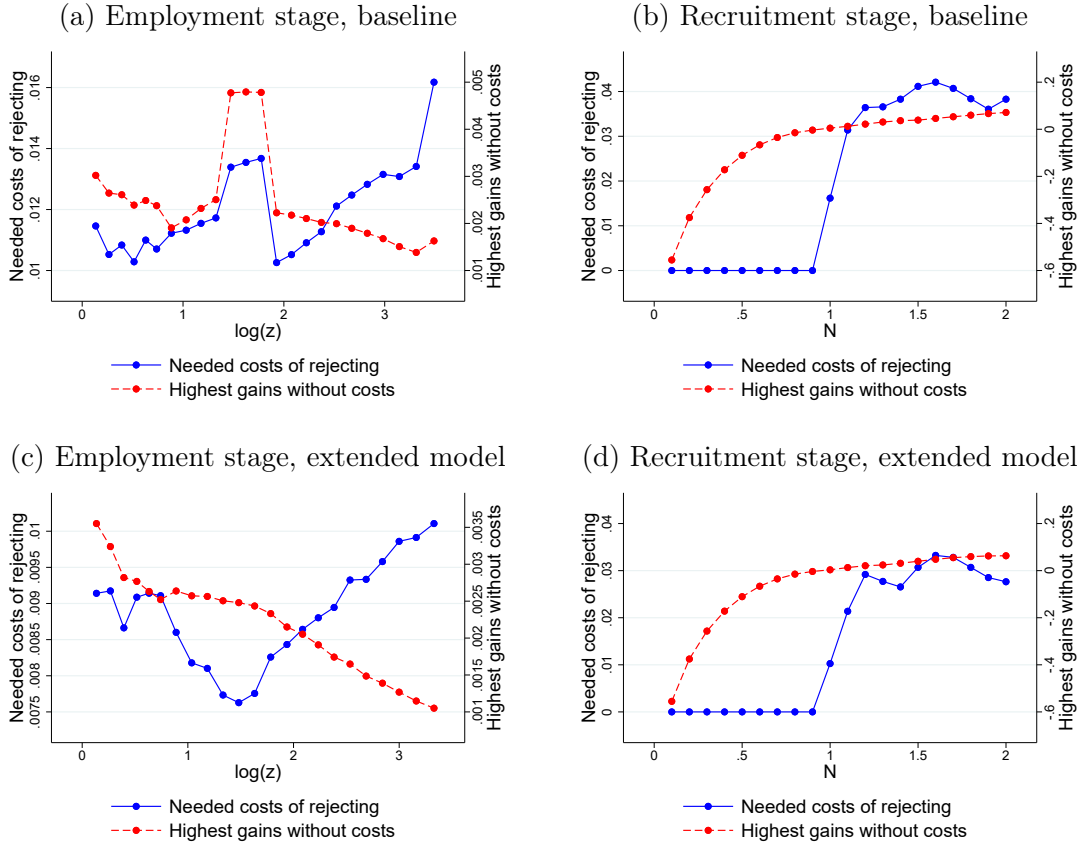 (a) Employment stage, baseline
(b) Recruitment stage, baseline
Needed costs of rejecting
.01 .012 .014 .016
Highest gains without costs
.001 .002 .003 .004 .005
0 1 2 3
log(z)
Needed costs of rejecting
Highest gains without costs
Needed costs of rejecting
0 .01 .02 .03 .04
Highest gains without costs
-.6 -.4 -.2 0 .2
0 .5 1 1.5 2
N
Needed costs of rejecting
Highest gains without costs
(c) Employment stage, extended model
(d) Recruitment stage, extended model
Needed costs of rejecting
.0075 .008 .0085 .009 .0095 .01
Highest gains without costs
.001 .0015 .002 .0025 .003 .0035
0 1 2 3
log(z)
Needed costs of rejecting
Highest gains without costs
Needed costs of rejecting
0 .01 .02 .03 .04
Highest gains without costs
-.6 -.4 -.2 0 .2
0 .5 1 1.5 2
N
Needed costs of rejecting
Highest gains without costs